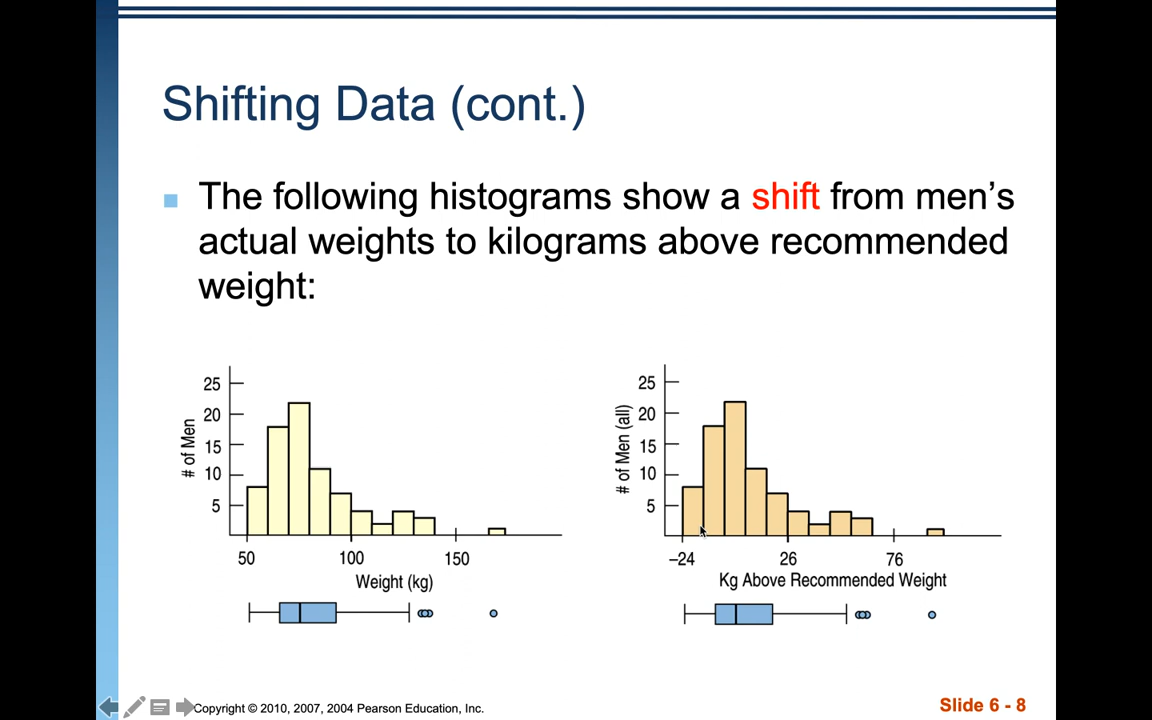 Shifting Data (cont.)
The following histograms show a shift from men’s
actual weights to kilograms above recommended
weight:
25
20
15
10
5
# of Men
50 100 150
Weight (kg)
25
20
15
10
5
# of Men (all)
–24 26 76
Kg Above Recommended Weight
Copyright © 2010, 2007, 2004 Pearson Education, Inc.
Slide 6 - 8